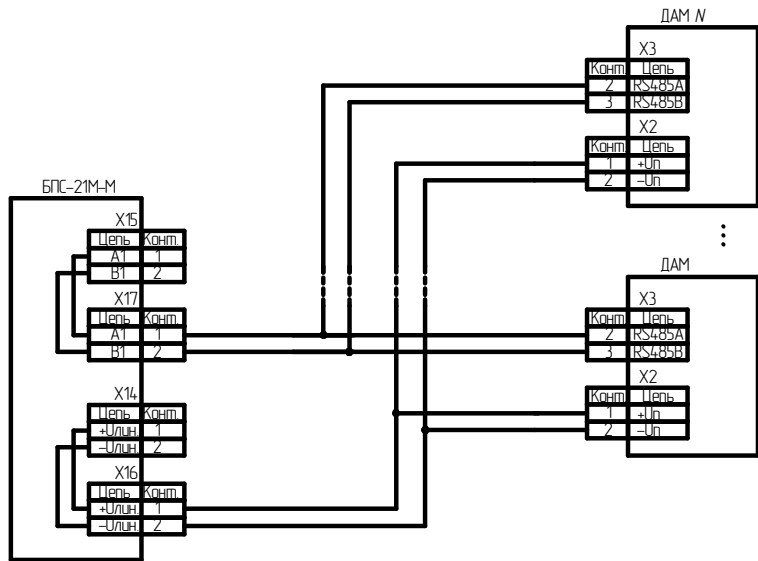 ДАМ N
X3
Конт. Цепь
2 RS485A
3 RS485B
X2
Конт. Цепь
1 +Uп
2 -Uп
БПС-21М-М
X15
Цепь Конт.
A1 1
B1 2
X17
Цепь Конт.
A1 1
B1 2
X14
Цепь Конт.
+Uлин. 1
-Uлин. 2
X16
Цепь Конт.
+Uлин. 1
-Uлин. 2
...
ДАМ
X3
Конт. Цепь
2 RS485A
3 RS485B
X2
Конт. Цепь
1 +Uп
2 -Uп